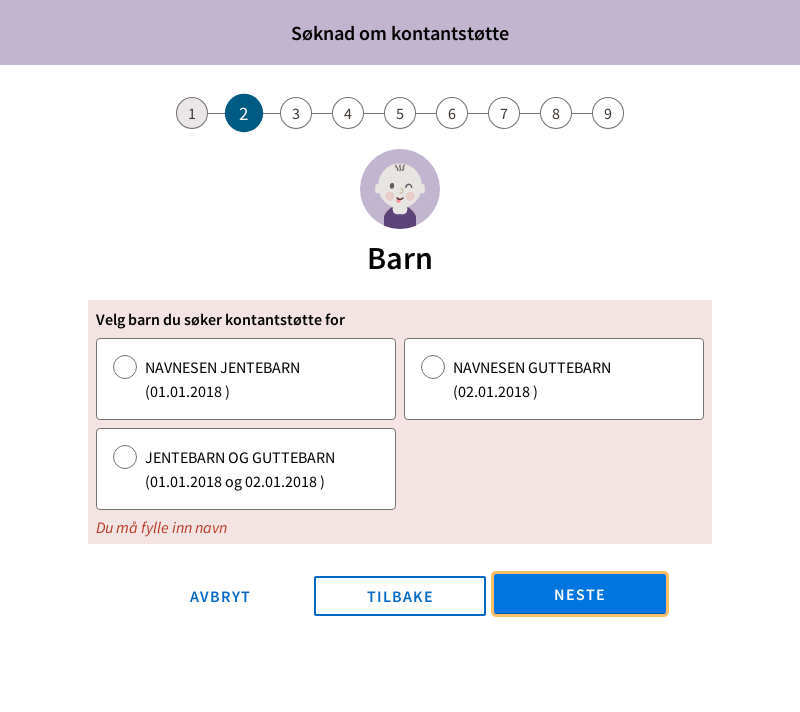 Søknad om kontantstøtte
1 2 3 4 5 6 7 8 9
Barn
Velg barn du søker kontantstøtte for
NAVNESEN JENTEBARN
(01.01.2018 )
NAVNESEN GUTTEBARN
(02.01.2018 )
JENTEBARN OG GUTTEBARN
(01.01.2018 og 02.01.2018 )
Du må fylle inn navn
AVBRYT TILBAKE NESTE